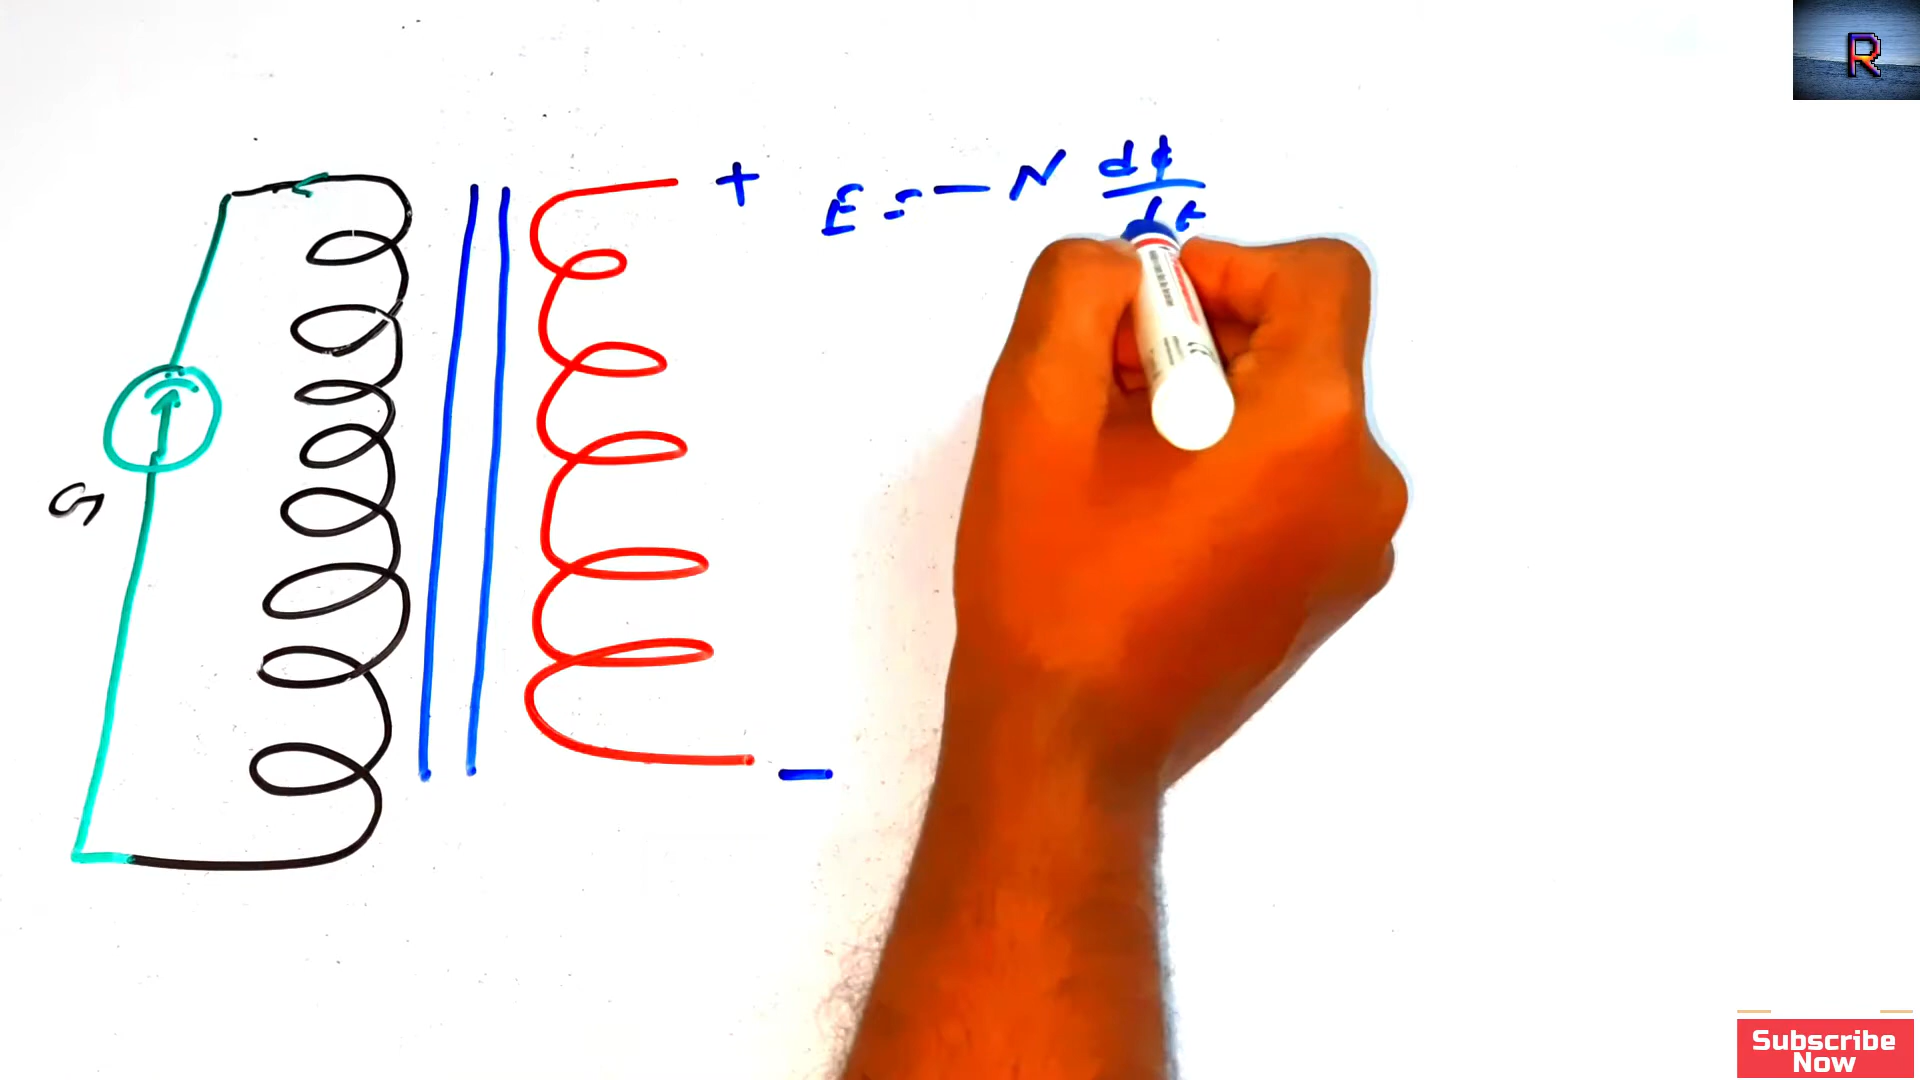 R
+ E = - N dφ/dt
-
Subscribe
Now